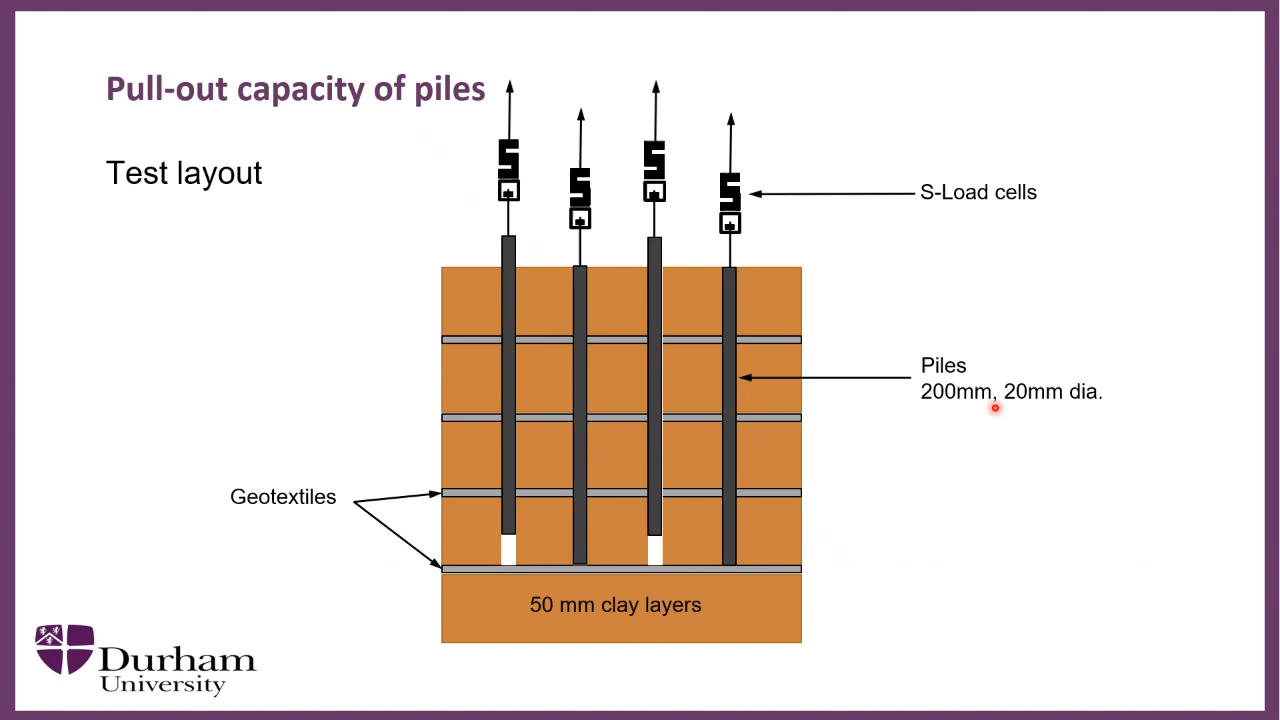 Pull-out capacity of piles
Test layout
S-Load cells
Piles
200mm, 20mm dia.
Geotextiles
50 mm clay layers
Durham
University